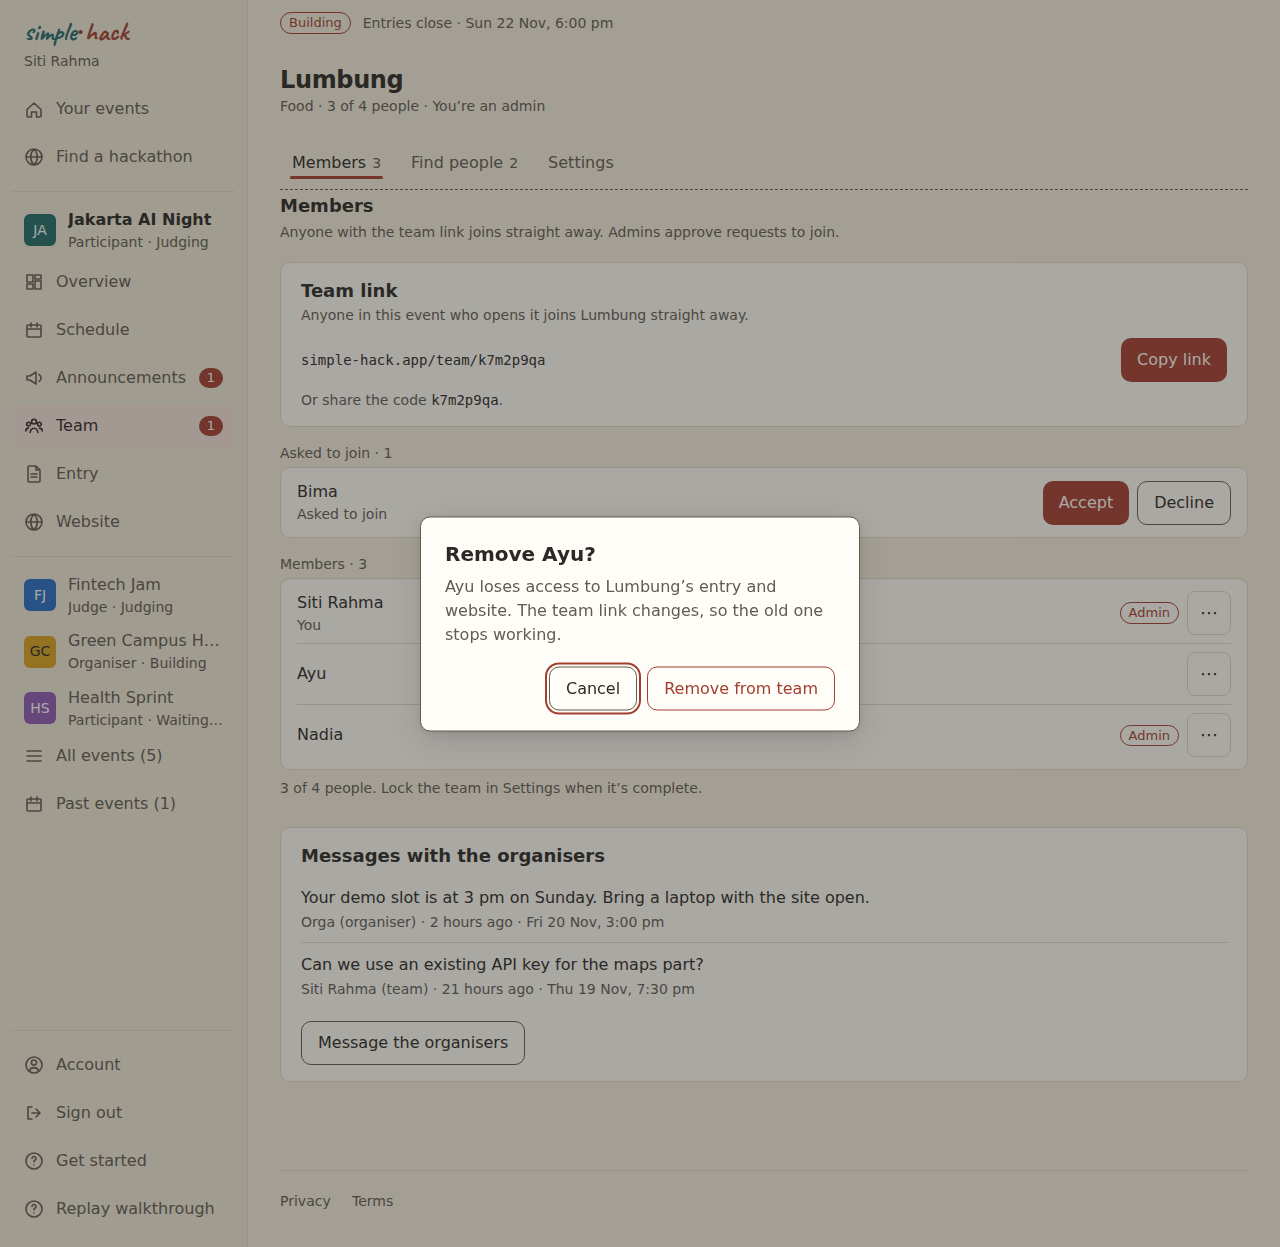 simple·hack
Siti Rahma
Your events
Find a hackathon
JA
Jakarta AI Night
Participant · Judging
Overview
Schedule
Announcements 1
Team 1
Entry
Website
FJ
Fintech Jam
Judge · Judging
GC
Green Campus H…
Organiser · Building
HS
Health Sprint
Participant · Waiting…
All events (5)
Past events (1)
Account
Sign out
Get started
Replay walkthrough
Building Entries close · Sun 22 Nov, 6:00 pm
Lumbung
Food · 3 of 4 people · You’re an admin
Members 3 Find people 2 Settings
Members
Anyone with the team link joins straight away. Admins approve requests to join.
Team link
Anyone in this event who opens it joins Lumbung straight away.
simple-hack.app/team/k7m2p9qa Copy link
Or share the code k7m2p9qa.
Asked to join · 1
Bima
Asked to join
Accept Decline
Members · 3
Siti Rahma
You
Admin ···
Ayu ···
Nadia Admin ···
Remove Ayu?
Ayu loses access to Lumbung’s entry and
website. The team link changes, so the old one
stops working.
Cancel Remove from team
3 of 4 people. Lock the team in Settings when it’s complete.
Messages with the organisers
Your demo slot is at 3 pm on Sunday. Bring a laptop with the site open.
Orga (organiser) · 2 hours ago · Fri 20 Nov, 3:00 pm
Can we use an existing API key for the maps part?
Siti Rahma (team) · 21 hours ago · Thu 19 Nov, 7:30 pm
Message the organisers
Privacy Terms